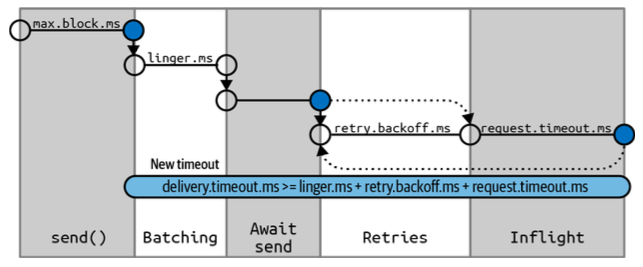 max.block.ms
linger.ms
retry.backoff.ms
request.timeout.ms
New timeout
delivery.timeout.ms >= linger.ms + retry.backoff.ms + request.timeout.ms
send()
Batching
Await
send
Retries
Inflight